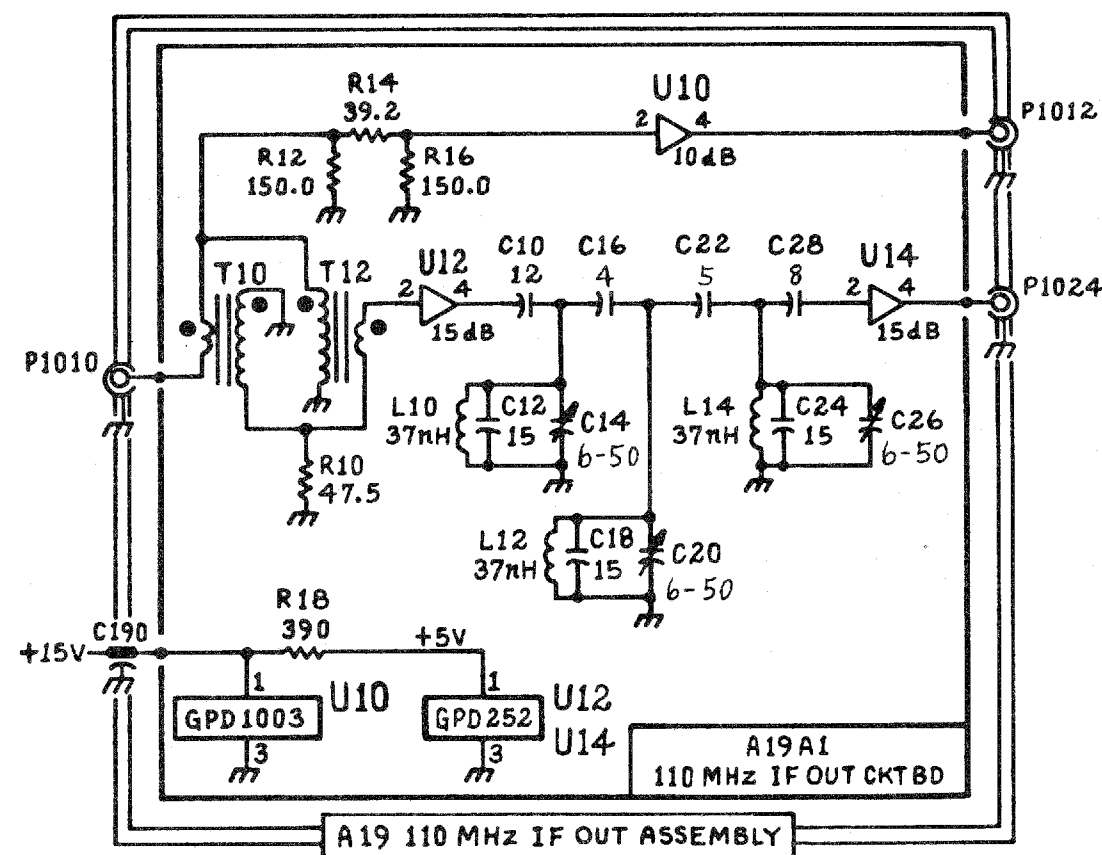 R14
39.2
U10
2 4
10dB
P1012
R12
150.0
R16
150.0
T10
T12
U12
2 4
15dB
C10
12
C16
4
C22
5
C28
8
U14
2 4
15dB
P1024
P1010
L10
37nH
C12
15
C14
6-50
L14
37nH
C24
15
C26
6-50
R10
47.5
L12
37nH
C18
15
C20
6-50
R18
390
+15V
C190
+5V
1
GPD1003
3
U10
1
GPD252
3
U12
U14
A19A1
110 MHz IF OUT CKT BD
A19 110 MHz IF OUT ASSEMBLY